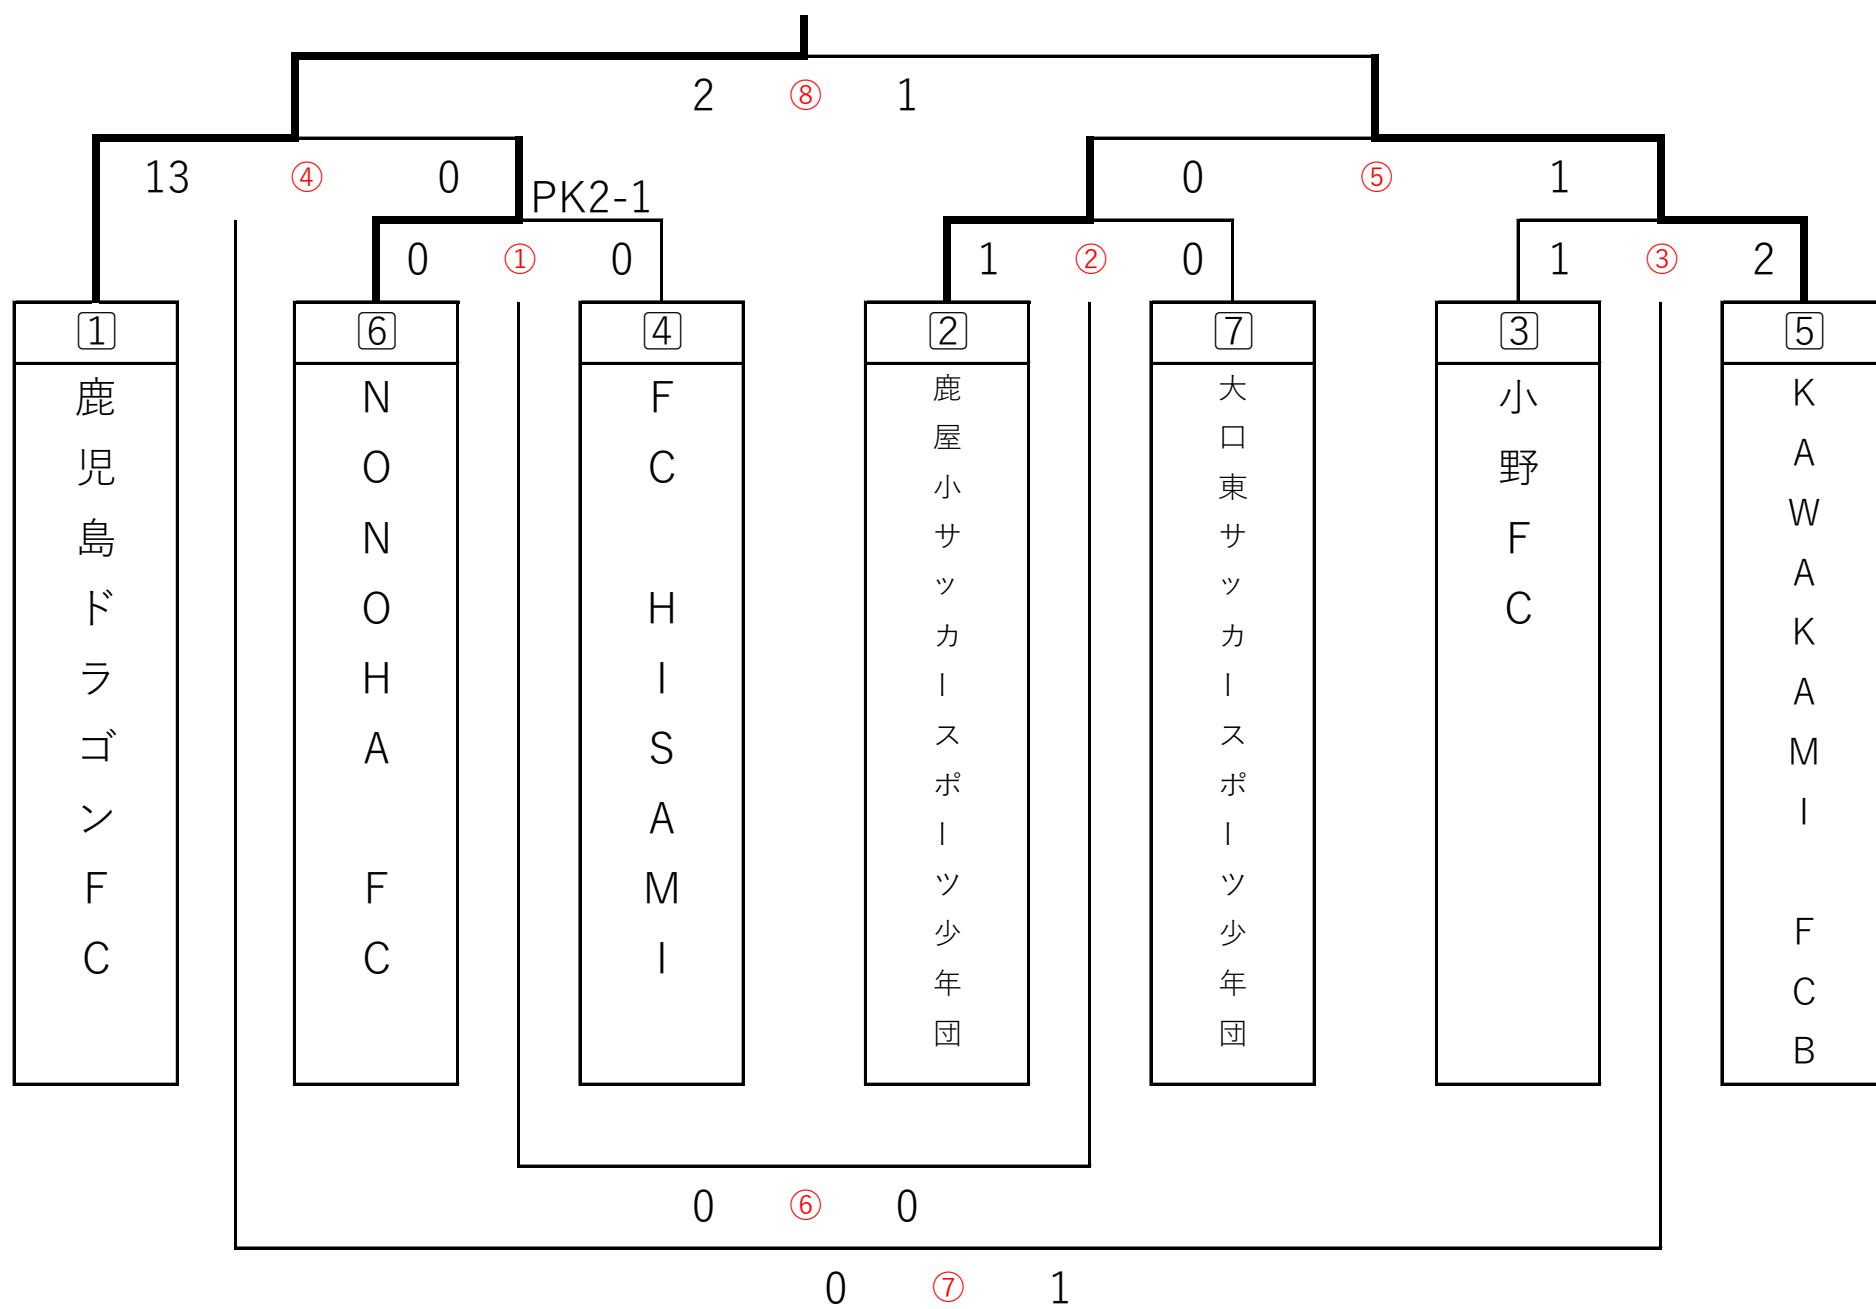 2 ⑧ 1
13 ④ 0
0 ⑤ 1
PK2-1
0 ① 0
1 ② 0
1 ③ 2
1
鹿児島ドラゴンFC
6
NONOHA FC
4
FC HISAMI
2
鹿屋小サッカースポーツ少年団
7
大口東サッカースポーツ少年団
3
小野FC
5
KAWAKAMI FCB
0 ⑥ 0
0 ⑦ 1